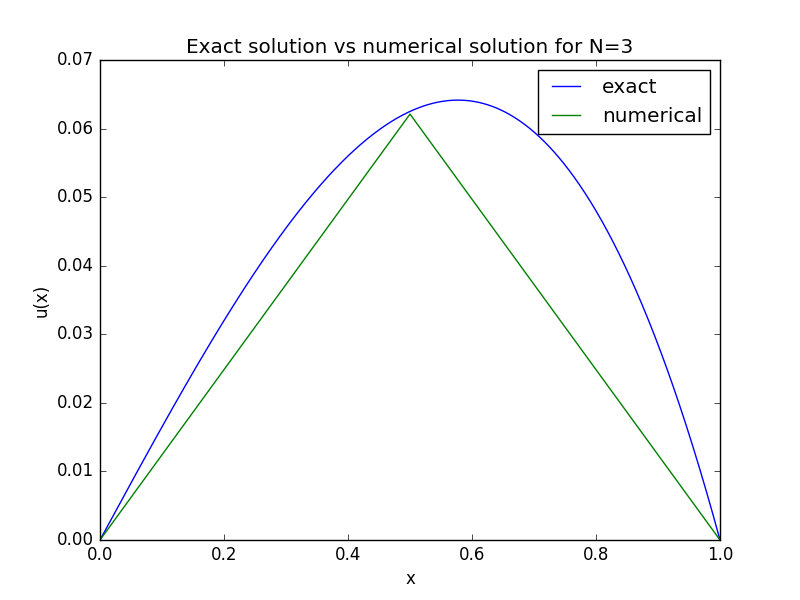 Exact solution vs numerical solution for N=3
0.07
0.06
0.05
0.04
0.03
0.02
0.01
0.00
u(x)
exact
numerical
0.0 0.2 0.4 0.6 0.8 1.0
x